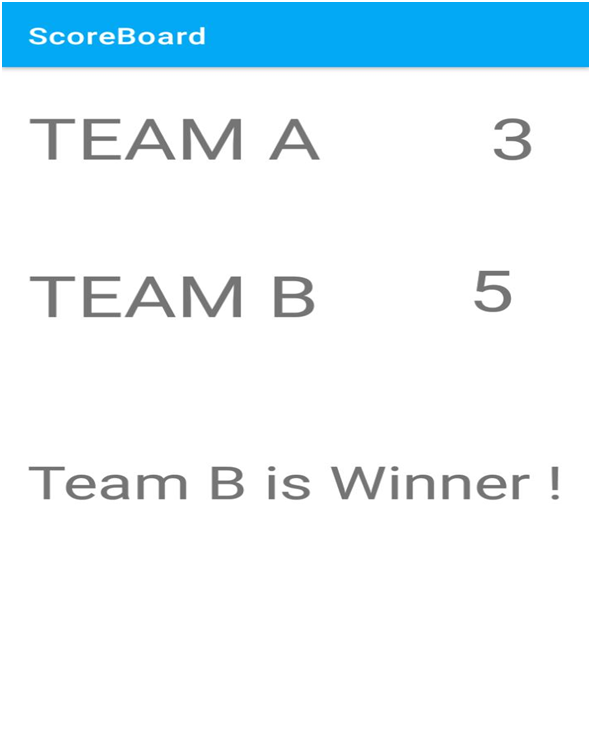 ScoreBoard
TEAM A 3
TEAM B 5
Team B is Winner !